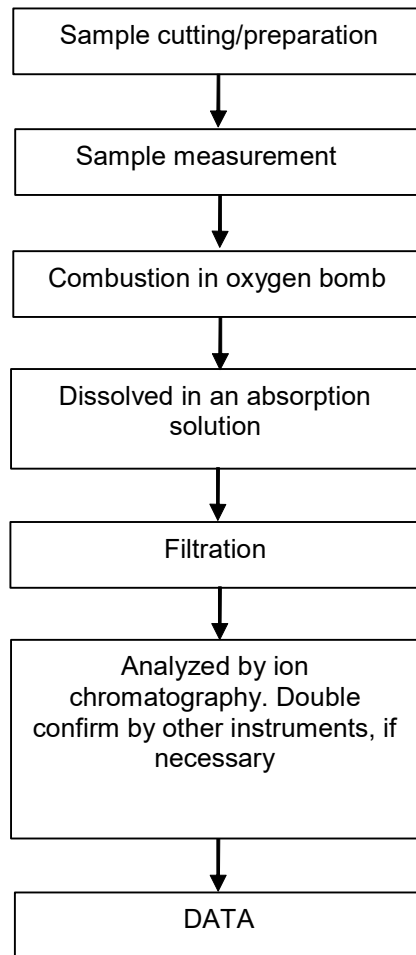 Sample cutting/preparation
Sample measurement
Combustion in oxygen bomb
Dissolved in an absorption
solution
Filtration
Analyzed by ion
chromatography. Double
confirm by other instruments, if
necessary
DATA